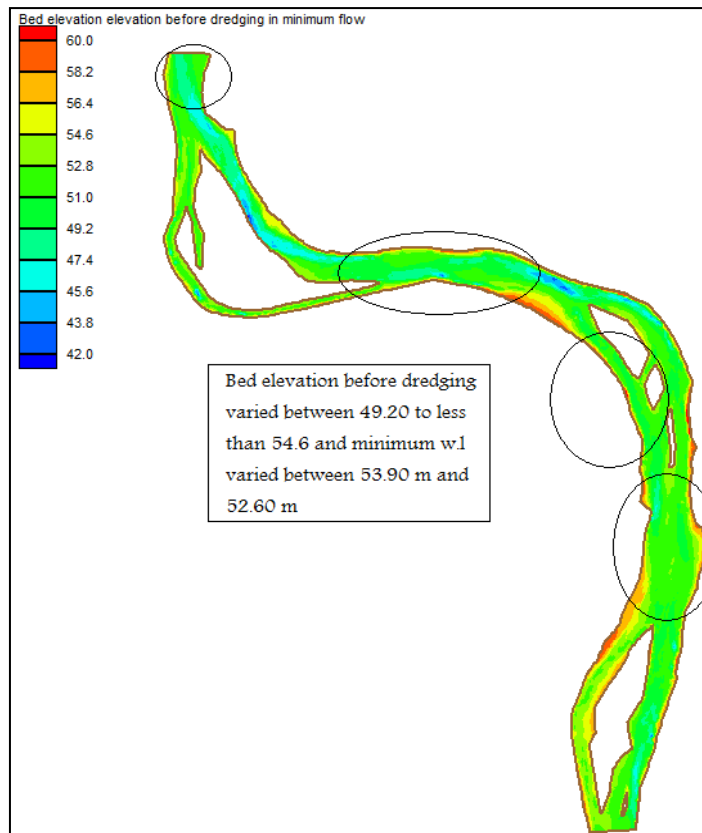 Bed elevation elevation before dredging in minimum flow
60.0
58.2
56.4
54.6
52.8
51.0
49.2
47.4
45.6
43.8
42.0
Bed elevation before dredging
varied between 49.20 to less
than 54.6 and minimum w.l
varied between 53.90 m and
52.60 m